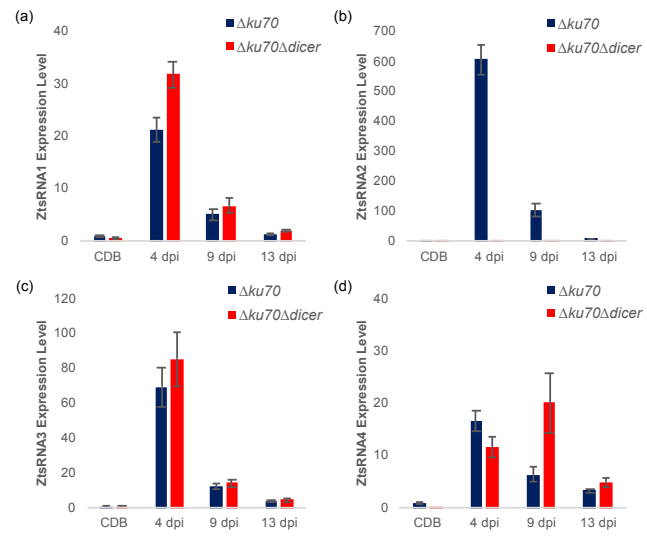 (a)
ZtsRNA1 Expression Level
40
30
20
10
0
Δku70
Δku70Δdicer
CDB 4 dpi 9 dpi 13 dpi
(b)
ZtsRNA2 Expression Level
700
600
500
400
300
200
100
0
Δku70
Δku70Δdicer
CDB 4 dpi 9 dpi 13 dpi
(c)
ZtsRNA3 Expression Level
120
100
80
60
40
20
0
Δku70
Δku70Δdicer
CDB 4 dpi 9 dpi 13 dpi
(d)
ZtsRNA4 Expression Level
40
30
20
10
0
Δku70
Δku70Δdicer
CDB 4 dpi 9 dpi 13 dpi